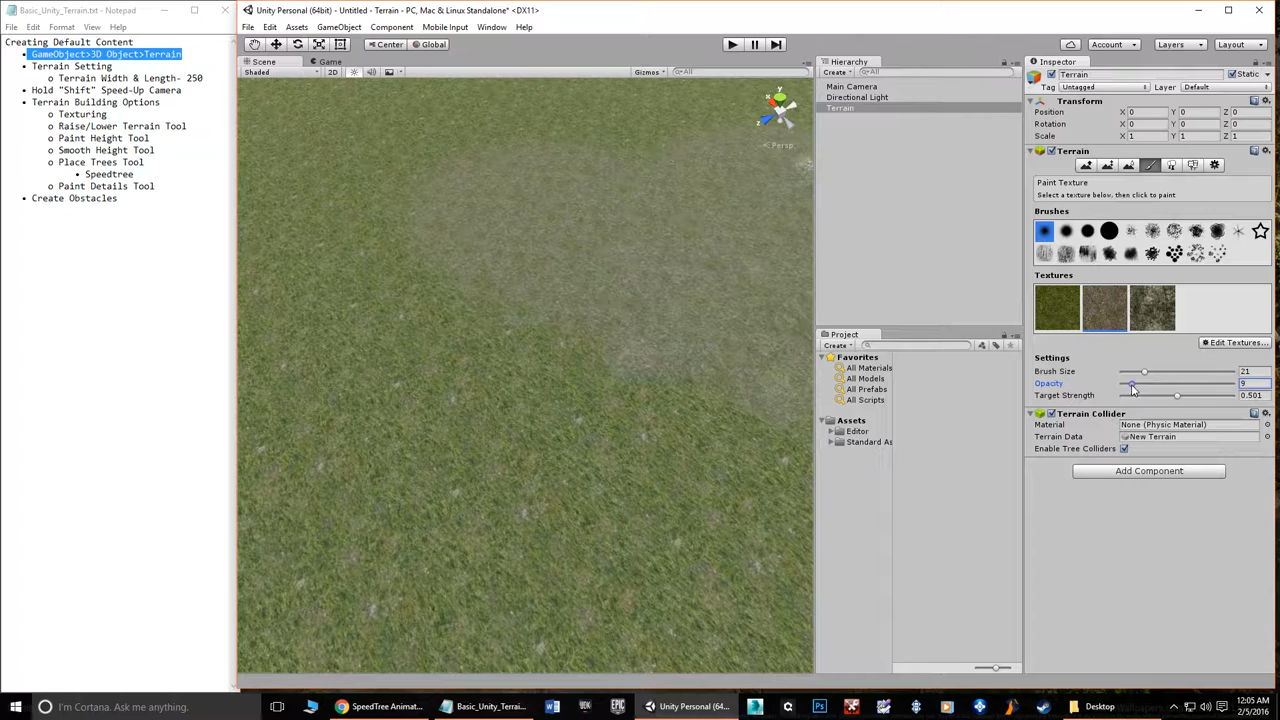 Basic_Unity_Terrain.txt - Notepad
File Edit Format View Help
Creating Default Content
• GameObject>3D Object>Terrain
• Terrain Setting
o Terrain Width & Length- 250
• Hold "Shift" Speed-Up Camera
• Terrain Building Options
o Texturing
o Raise/Lower Terrain Tool
o Paint Height Tool
o Smooth Height Tool
o Place Trees Tool
• Speedtree
o Paint Details Tool
• Create Obstacles
Unity Personal (64bit) - Untitled - Terrain - PC, Mac & Linux Standalone* <DX11>
File Edit Assets GameObject Component Mobile Input Window Help
Center Global
Account Layers Layout
Scene Game
Shaded 2D Gizmos All
x y z
Persp
Hierarchy
Create All
Main Camera
Directional Light
Terrain
Project
Create
Favorites
All Materials
All Models
All Prefabs
All Scripts
Assets
Editor
Standard As
Inspector
Terrain Static
Tag Untagged Layer Default
Transform
Position X 0 Y 0 Z 0
Rotation X 0 Y 0 Z 0
Scale X 1 Y 1 Z 1
Terrain
Paint Texture
Select a texture below, then click to paint
Brushes
Textures
Edit Textures...
Settings
Brush Size 21
Opacity 9
Target Strength 0.501
Terrain Collider
Material None (Physic Material)
Terrain Data New Terrain
Enable Tree Colliders
Add Component
I'm Cortana. Ask me anything.
SpeedTree Animat...
Basic_Unity_Terrain...
EPIC
Unity Personal (64...
Desktop
12:05 AM
2/5/2016